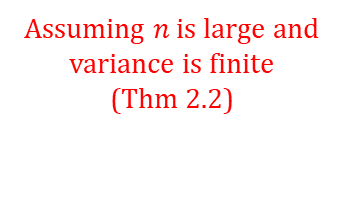 Assuming n is large and
variance is finite
(Thm 2.2)